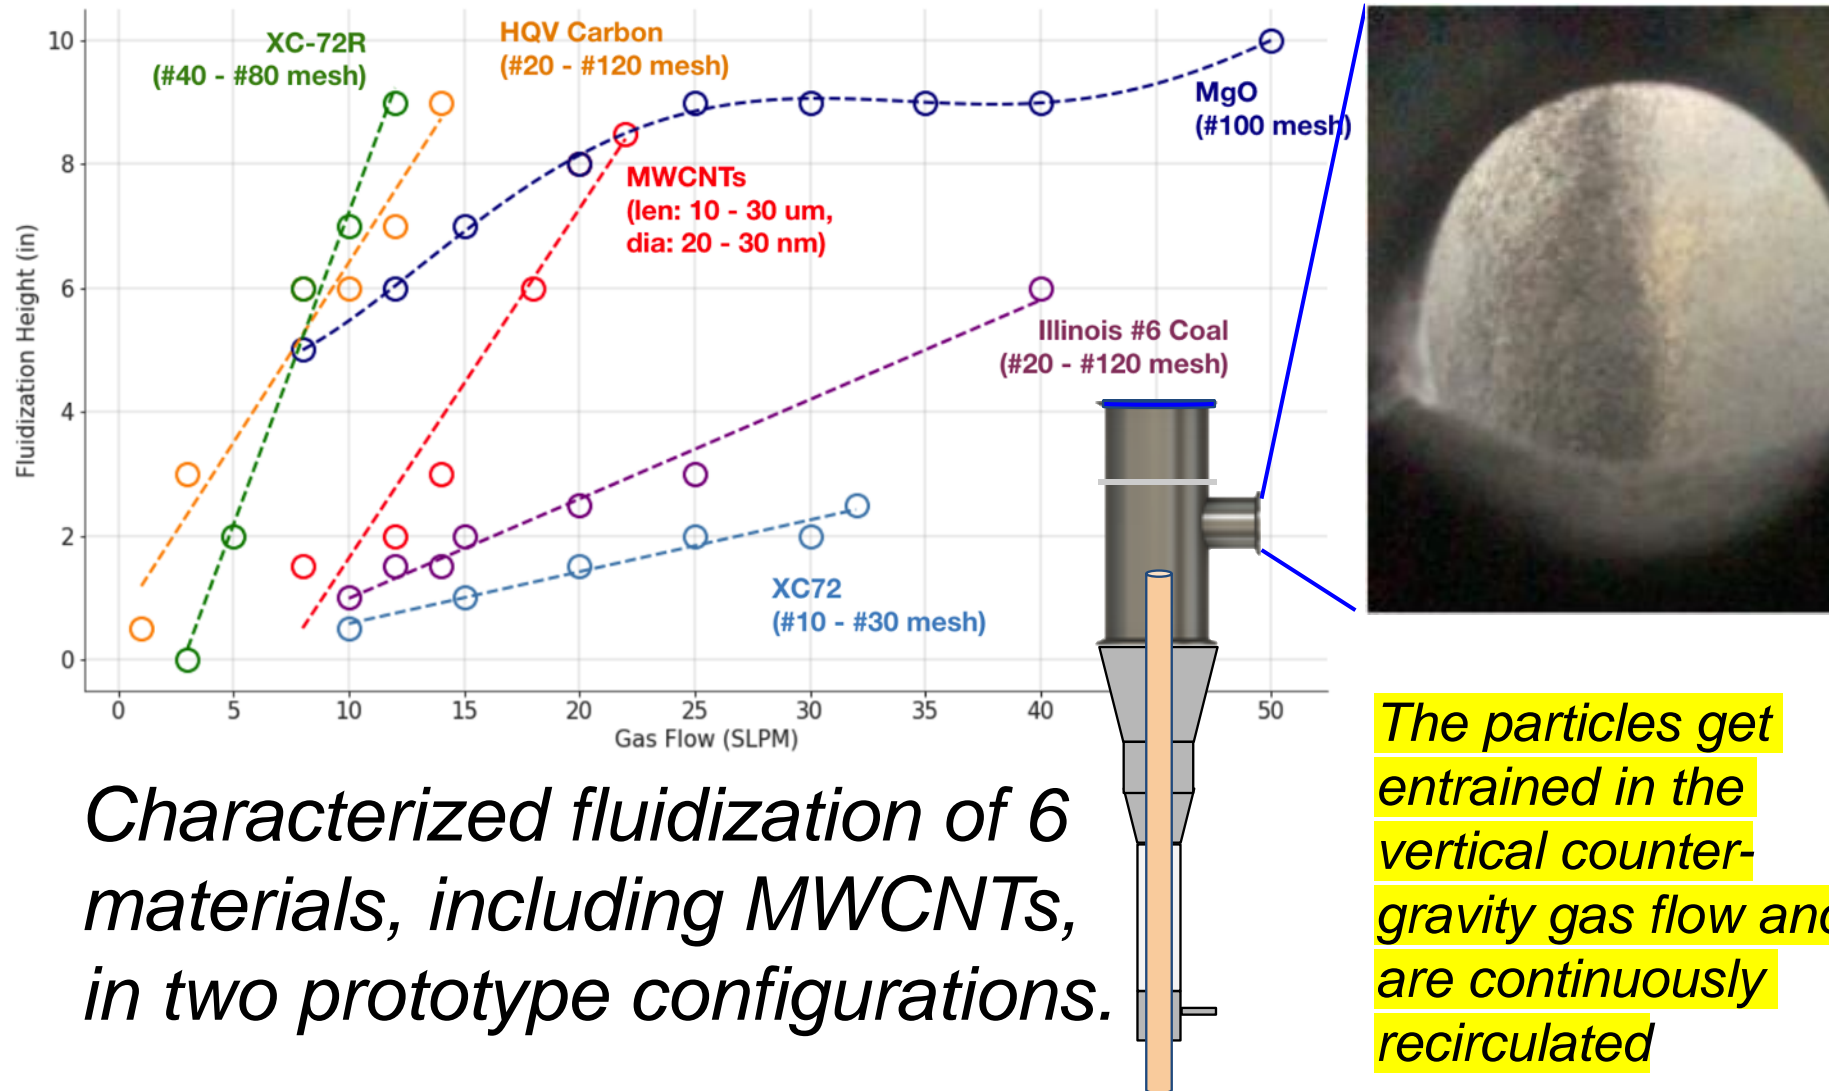 10
8
6
4
2
0
Fluidization Height (in)
XC-72R
(#40 - #80 mesh)
HQV Carbon
(#20 - #120 mesh)
MgO
(#100 mesh)
MWCNTs
(len: 10 - 30 um,
dia: 20 - 30 nm)
Illinois #6 Coal
(#20 - #120 mesh)
XC72
(#10 - #30 mesh)
0 5 10 15 20 25 30 35 40 50
Gas Flow (SLPM)
Characterized fluidization of 6
materials, including MWCNTs,
in two prototype configurations.
The particles get
entrained in the
vertical counter-
gravity gas flow and
are continuously
recirculated